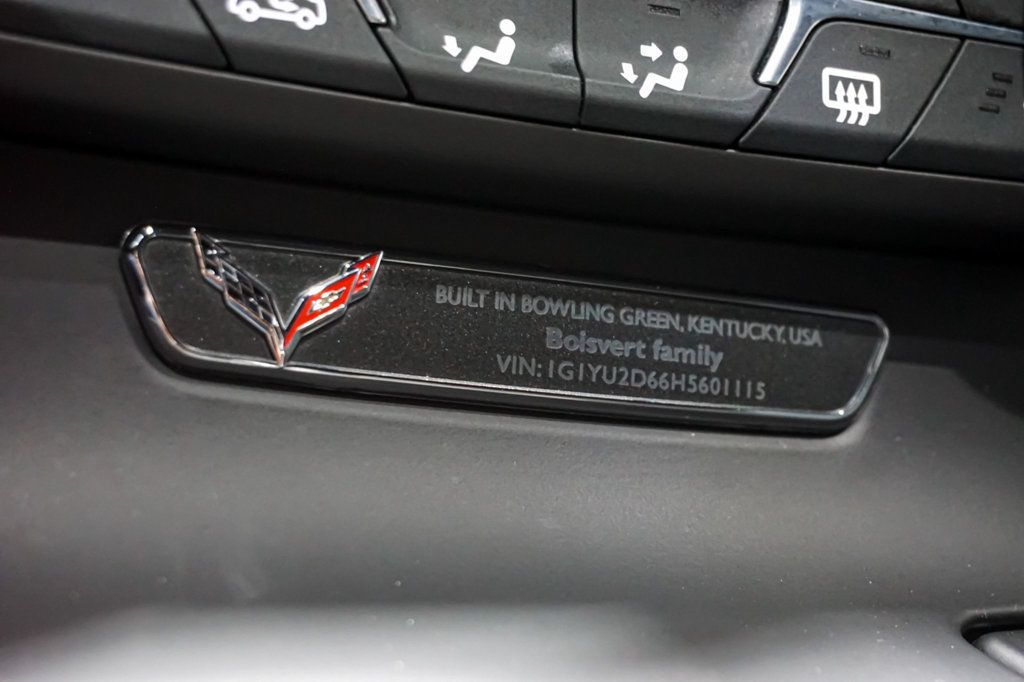 BUILT IN BOWLING GREEN, KENTUCKY, USA
Boisvert family
VIN: 1G1YU2D66H5601115